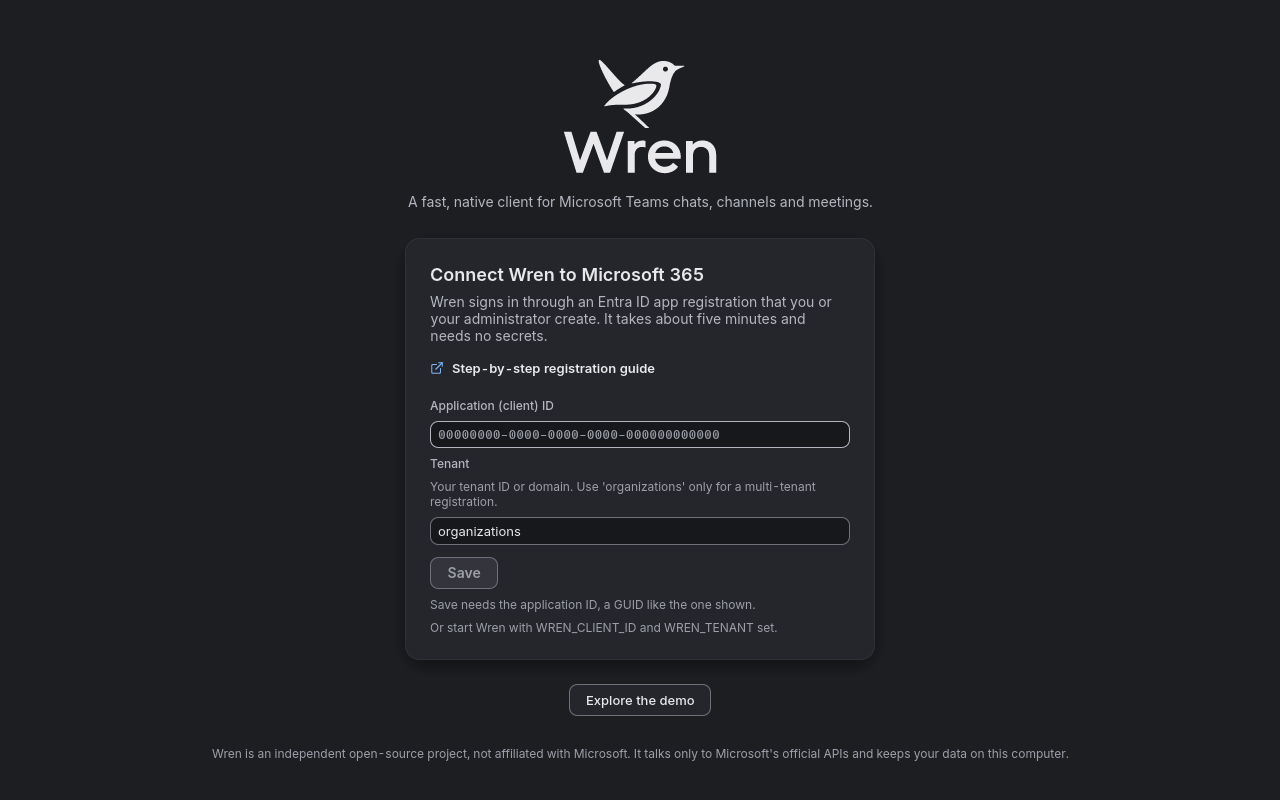 Wren
A fast, native client for Microsoft Teams chats, channels and meetings.
Connect Wren to Microsoft 365
Wren signs in through an Entra ID app registration that you or
your administrator create. It takes about five minutes and
needs no secrets.
Step-by-step registration guide
Application (client) ID
00000000-0000-0000-0000-000000000000
Tenant
Your tenant ID or domain. Use 'organizations' only for a multi-tenant
registration.
organizations
Save
Save needs the application ID, a GUID like the one shown.
Or start Wren with WREN_CLIENT_ID and WREN_TENANT set.
Explore the demo
Wren is an independent open-source project, not affiliated with Microsoft. It talks only to Microsoft's official APIs and keeps your data on this computer.